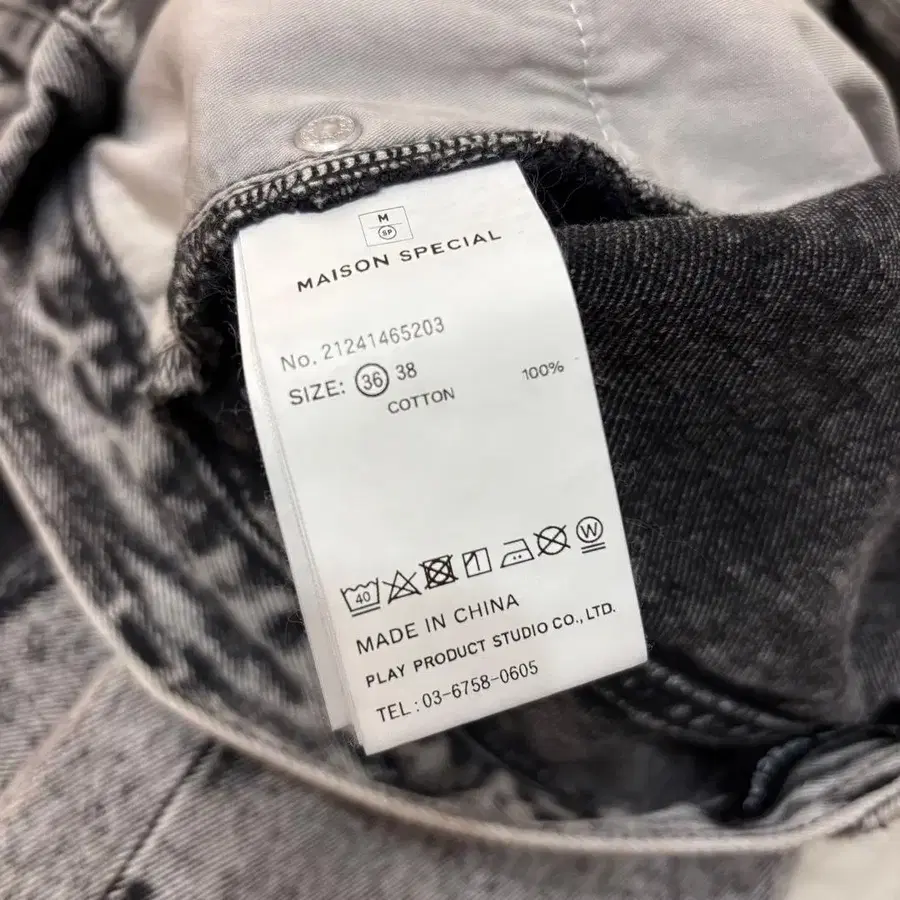 M
SP
MAISON SPECIAL
No. 21241465203
SIZE: 36 38
COTTON 100%
40 W
MADE IN CHINA
PLAY PRODUCT STUDIO CO., LTD.
TEL : 03-6758-0605